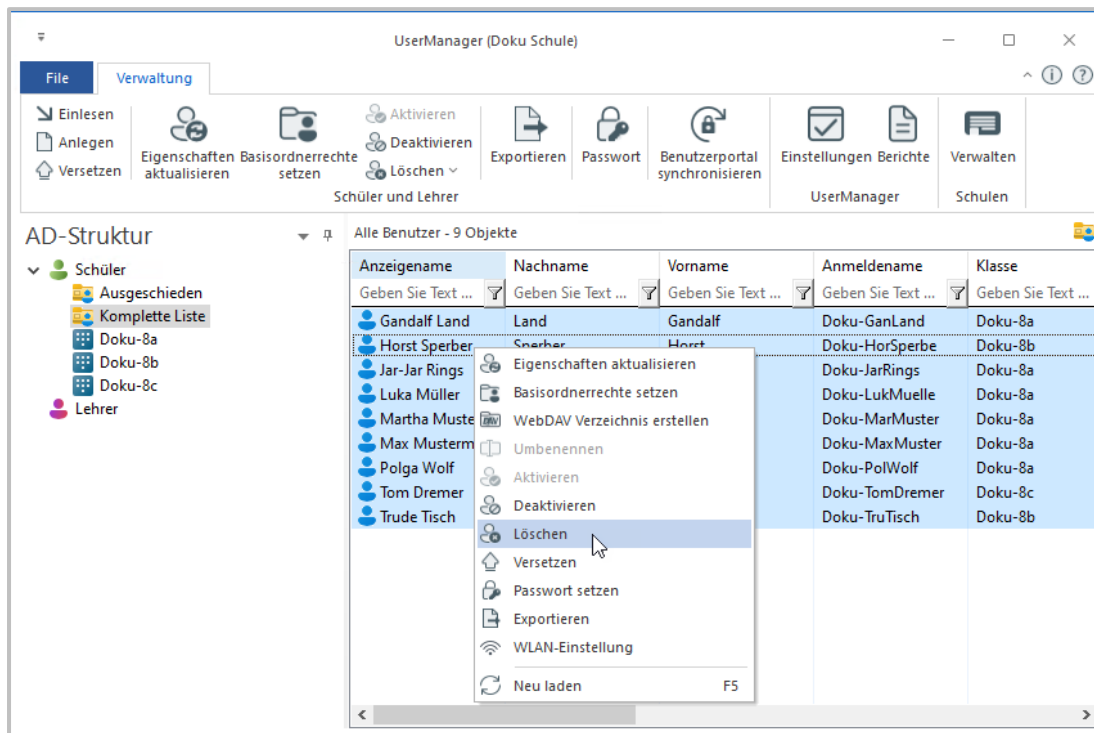 UserManager (Doku Schule)
File Verwaltung
Einlesen
Anlegen
Versetzen
Eigenschaften aktualisieren
Basisordnerrechte setzen
Aktivieren
Deaktivieren
Löschen
Exportieren
Passwort
Benutzerportal synchronisieren
Einstellungen
Berichte
Verwalten
Schüler und Lehrer
UserManager
Schulen
AD-Struktur
Schüler
Ausgeschieden
Komplette Liste
Doku-8a
Doku-8b
Doku-8c
Lehrer
Alle Benutzer - 9 Objekte
Anzeigename Nachname Vorname Anmeldename Klasse
Geben Sie Text ... Geben Sie Text ... Geben Sie Text ... Geben Sie Text ... Geben Sie Text ...
Gandalf Land Land Gandalf Doku-GanLand Doku-8a
Horst Sperber Sperber Horst Doku-HorSperbe Doku-8b
Jar-Jar Rings Doku-JarRings Doku-8a
Luka Müller Doku-LukMuelle Doku-8a
Martha Muste Doku-MarMuster Doku-8a
Max Musterm Doku-MaxMuster Doku-8a
Polga Wolf Doku-PolWolf Doku-8a
Tom Dremer Doku-TomDremer Doku-8c
Trude Tisch Doku-TruTisch Doku-8b
Eigenschaften aktualisieren
Basisordnerrechte setzen
DAV WebDAV Verzeichnis erstellen
Umbenennen
Aktivieren
Deaktivieren
Löschen
Versetzen
Passwort setzen
Exportieren
WLAN-Einstellung
Neu laden F5